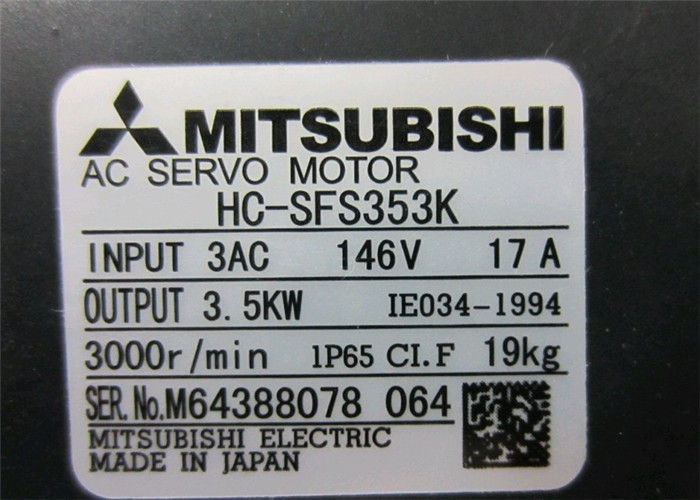 MITSUBISHI
AC SERVO MOTOR
HC-SFS353K
INPUT 3AC 146V 17 A
OUTPUT 3.5KW IE034-1994
3000r/min 1P65 CI.F 19kg
SER.No.M64388078 064
MITSUBISHI ELECTRIC
MADE IN JAPAN